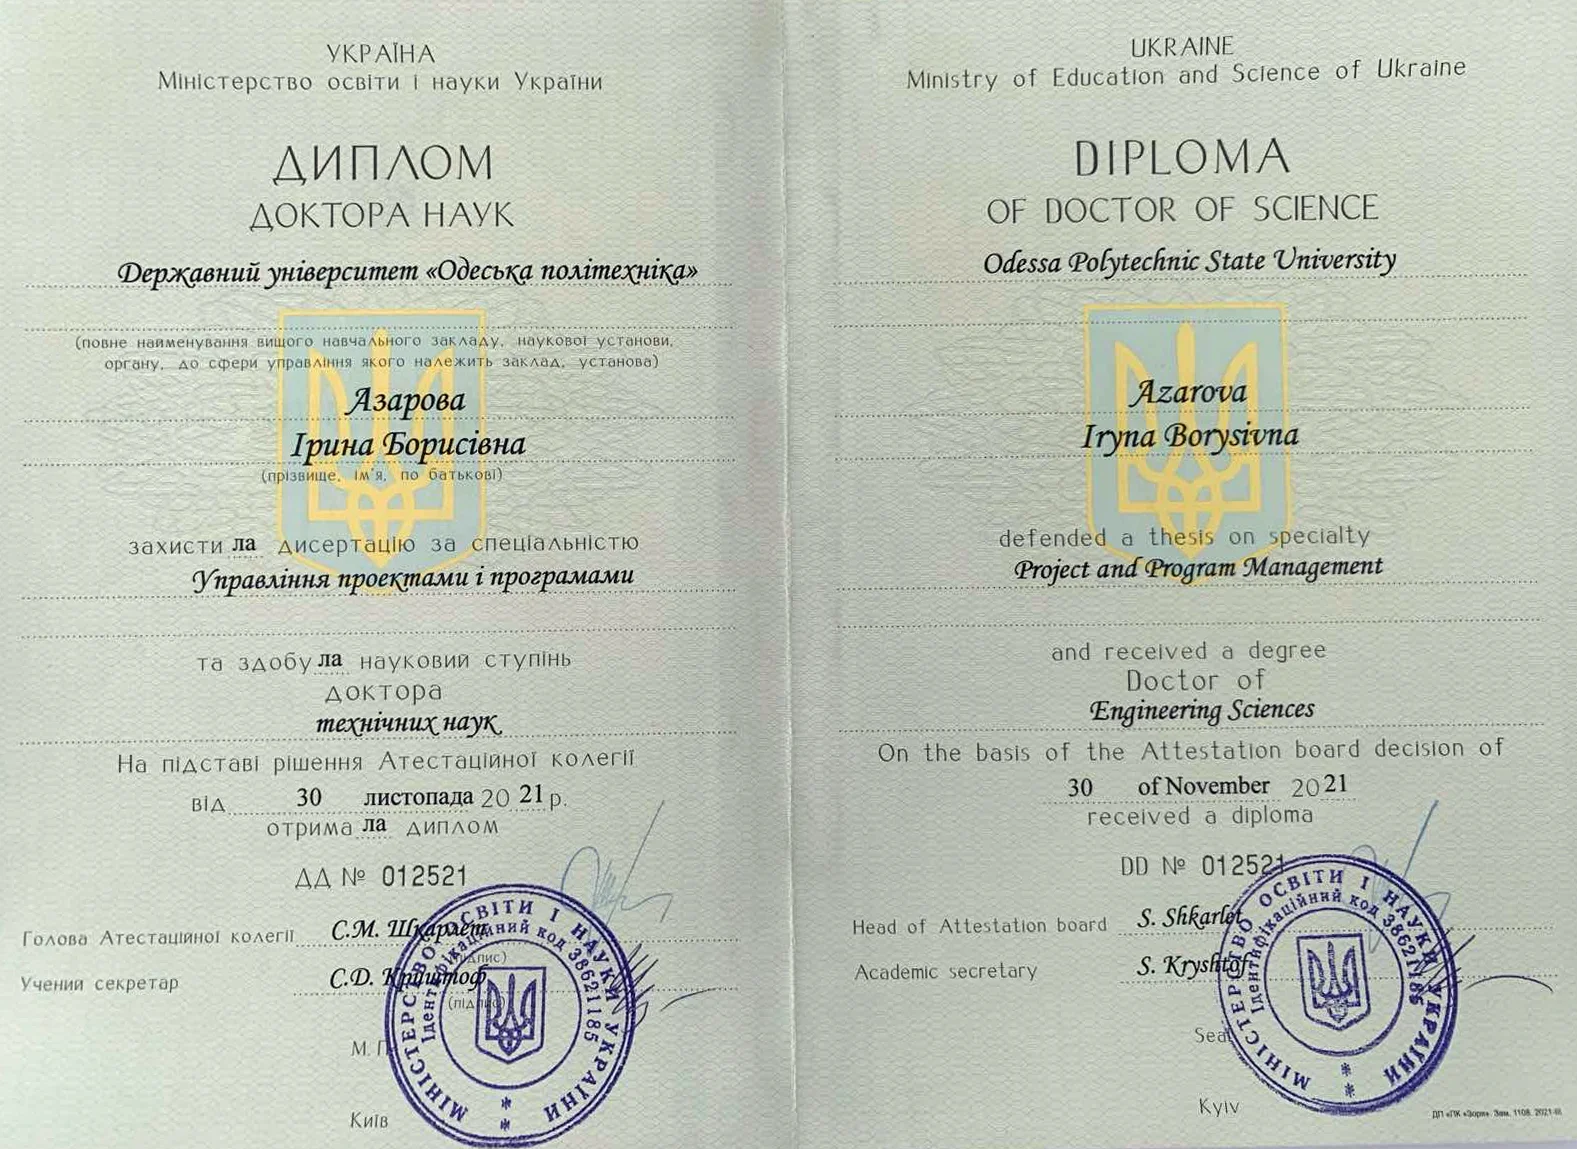 УКРАЇНА
Міністерство освіти і науки України
ДИПЛОМ
ДОКТОРА НАУК
Державний університет «Одеська політехніка»
(повне найменування вищого навчального закладу, наукової установи,
органу, до сфери управління якого належить заклад, установа)
Азарова
Ірина Борисівна
(прізвище, ім'я, по батькові)
захистила дисертацію за спеціальністю
Управління проектами і програмами
та здобула науковий ступінь
доктора
технічних наук
На підставі рішення Атестаційної колегії
від 30 листопада 2021 р.
отримала диплом
ДД № 012521
Голова Атестаційної колегії С.М. Шкарлет
(підпис)
Учений секретар С.Д. Криштоф
(підпис)
М. П.
Київ
МІНІСТЕРСТВО ОСВІТИ І НАУКИ УКРАЇНИ * *
Ідентифікаційний код 38621185
UKRAINE
Ministry of Education and Science of Ukraine
DIPLOMA
OF DOCTOR OF SCIENCE
Odessa Polytechnic State University
Azarova
Iryna Borysivna
defended a thesis on specialty
Project and Program Management
and received a degree
Doctor of
Engineering Sciences
On the basis of the Attestation board decision of
30 of November 2021
received a diploma
DD № 012521
Head of Attestation board S. Shkarlet
Academic secretary S. Kryshtof
Seal
Kyiv
МІНІСТЕРСТВО ОСВІТИ І НАУКИ УКРАЇНИ * *
Ідентифікаційний код 38621185
ДП «ПК «Зоря». Зам. 1108. 2021-III.